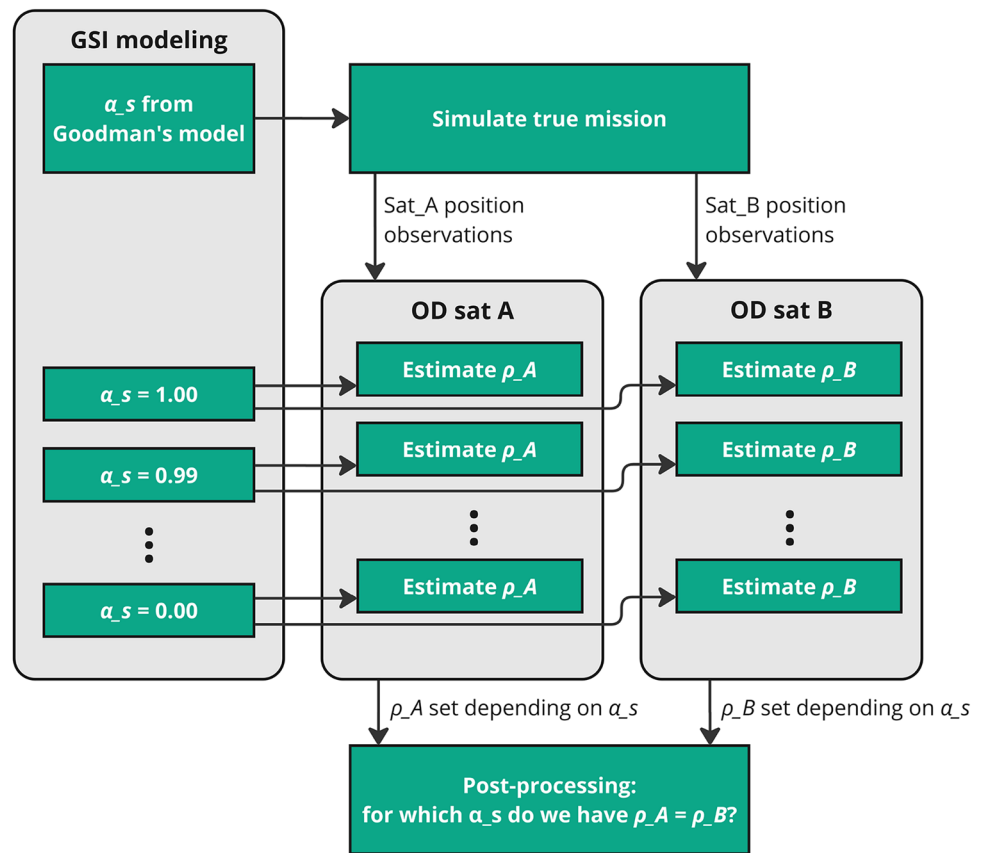 GSI modeling
α_s from
Goodman's model
Simulate true mission
Sat_A position
observations
Sat_B position
observations
OD sat A
OD sat B
Estimate ρ_A
Estimate ρ_B
α_s = 1.00
Estimate ρ_A
Estimate ρ_B
α_s = 0.99
Estimate ρ_A
Estimate ρ_B
α_s = 0.00
ρ_A set depending on α_s
ρ_B set depending on α_s
Post-processing:
for which α_s do we have ρ_A = ρ_B?